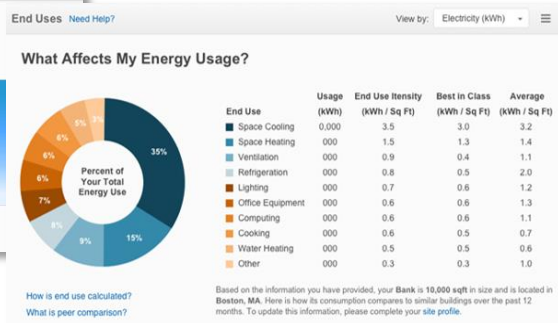 End Uses Need Help? View by: Electricity (kWh)
What Affects My Energy Usage?
Usage End Use Itensity Best in Class Average
End Use (kWh) (kWh / Sq Ft) (kWh / Sq Ft) (kWh / Sq Ft)
Space Cooling 0,000 3.5 3.0 3.2
Space Heating 000 1.5 1.3 1.4
Ventilation 000 0.9 0.4 1.1
Refrigeration 000 0.8 0.5 2.0
Lighting 000 0.7 0.6 1.2
Office Equipment 000 0.6 0.6 1.3
Computing 000 0.6 0.6 1.1
Cooking 000 0.6 0.5 0.7
Water Heating 000 0.5 0.5 0.6
Other 000 0.3 0.3 1.0
Percent of
Your Total
Energy Use
35%
15%
9%
8%
7%
6%
6%
6%
5%
3%
How is end use calculated?
What is peer comparison?
Based on the information you have provided, your Bank is 10,000 sqft in size and is located in
Boston, MA. Here is how its consumption compares to similar buildings over the past 12
months. To update this information, please complete your site profile.